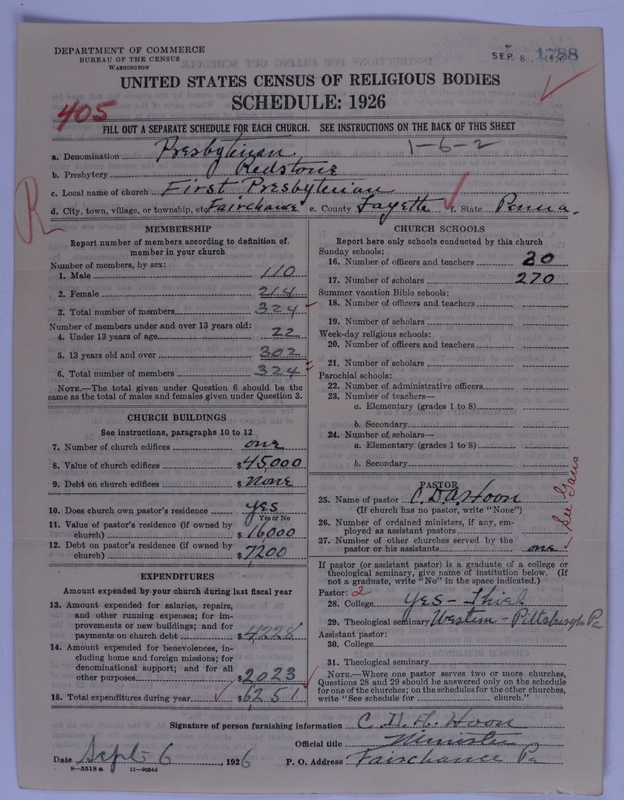 DEPARTMENT OF COMMERCE
BUREAU OF THE CENSUS
WASHINGTON
SEP 8 1788
UNITED STATES CENSUS OF RELIGIOUS BODIES
SCHEDULE: 1926
405
FILL OUT A SEPARATE SCHEDULE FOR EACH CHURCH. SEE INSTRUCTIONS ON THE BACK OF THIS SHEET
1-6-2
a. Denomination Presbyterian
b. Presbytery Redstone
c. Local name of church First Presbyterian
d. City, town, village, or township, etc. Fairchance e. County Fayette f. State Penna.
R
MEMBERSHIP
Report number of members according to definition of member in your church
Number of members, by sex:
1. Male 110
2. Female 214
3. Total number of members 324
Number of members under and over 13 years old:
4. Under 13 years of age 22
5. 13 years old and over 302
6. Total number of members 324
NOTE.—The total given under Question 6 should be the
same as the total of males and females given under Question 3.
CHURCH BUILDINGS
See instructions, paragraphs 10 to 12
7. Number of church edifices one
8. Value of church edifices $45,000
9. Debt on church edifices $ none
10. Does church own pastor's residence yes
Yes or No
11. Value of pastor's residence (if owned by
church) $ 16000
12. Debt on pastor's residence (if owned by
church) $ 7200
EXPENDITURES
Amount expended by your church during last fiscal year
13. Amount expended for salaries, repairs,
and other running expenses; for im-
provements or new buildings; and for
payments on church debt $ 4228
14. Amount expended for benevolences, in-
cluding home and foreign missions; for
denominational support; and for all
other purposes $ 2023
15. Total expenditures during year $ 6251
CHURCH SCHOOLS
Report here only schools conducted by this church
Sunday schools:
16. Number of officers and teachers 20
17. Number of scholars 270
Summer vacation Bible schools:
18. Number of officers and teachers
19. Number of scholars
Week-day religious schools:
20. Number of officers and teachers
21. Number of scholars
Parochial schools:
22. Number of administrative officers
23. Number of teachers—
a. Elementary (grades 1 to 8)
b. Secondary
24. Number of scholars—
a. Elementary (grades 1 to 8)
b. Secondary
PASTOR
25. Name of pastor C. D. A. Hoon
(If church has no pastor, write "None")
26. Number of ordained ministers, if any, em-
ployed as assistant pastors
27. Number of other churches served by the
pastor or his assistants one
See Gans
If pastor (or assistant pastor) is a graduate of a college or
theological seminary, give name of institution below. (If
not a graduate, write "No" in the space indicated.)
Pastor: 2
28. College Yes - Thiel
29. Theological seminary Western - Pittsburgh Pa
Assistant pastor:
30. College
31. Theological seminary
NOTE.—Where one pastor serves two or more churches,
Questions 28 and 29 should be answered only on the schedule
for one of the churches; on the schedules for the other churches,
write "See schedule for church."
Signature of person furnishing information C. D. A. Hoon
Official title Minister
Date Sept 6, 1926 P. O. Address Fairchance Pa
8—5518a 11—9056d